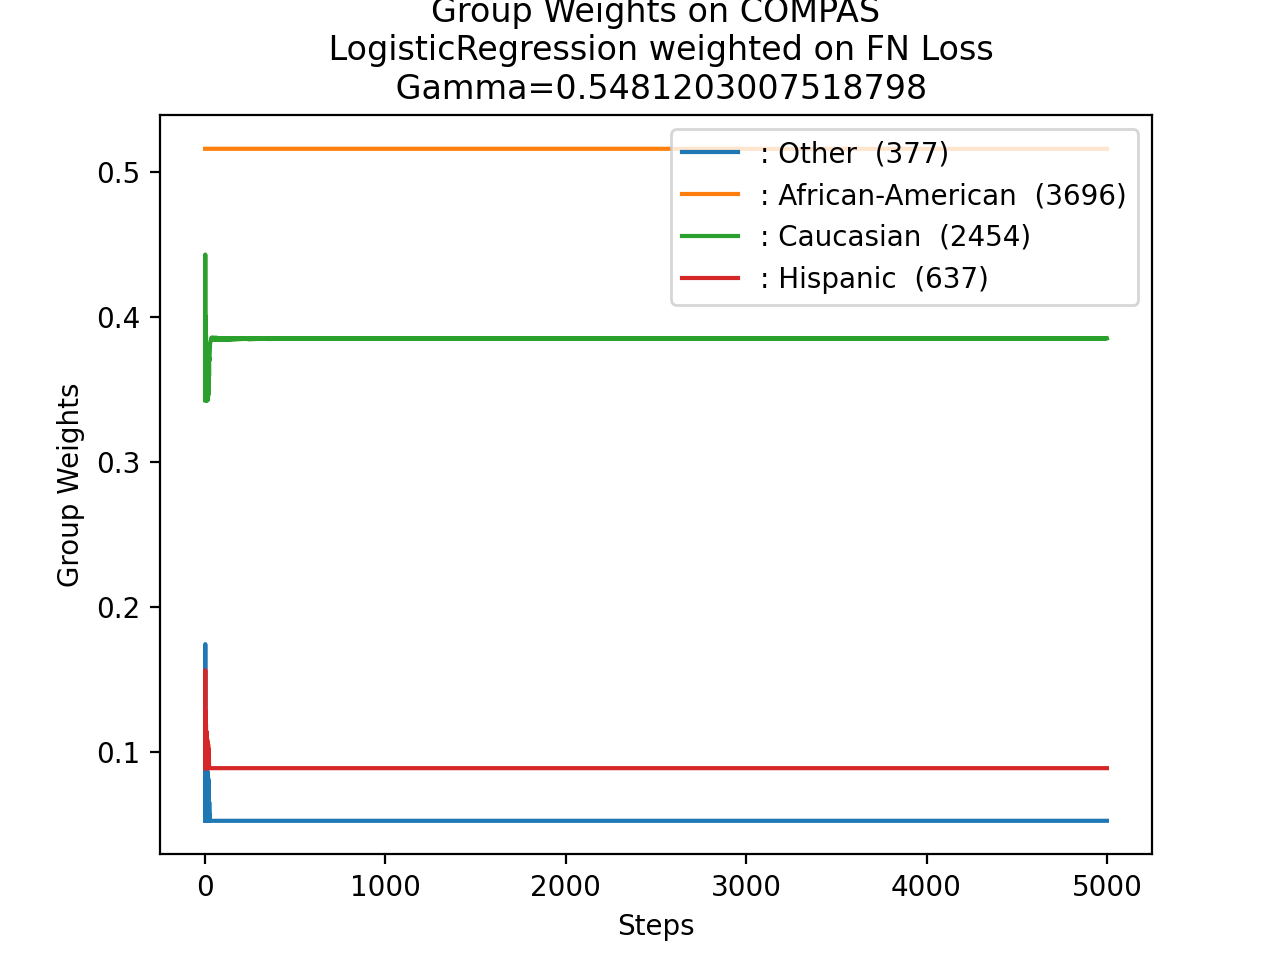 Group Weights on COMPAS
LogisticRegression weighted on FN Loss
Gamma=0.5481203007518798
: Other (377)
: African-American (3696)
: Caucasian (2454)
: Hispanic (637)
Group Weights
0.5
0.4
0.3
0.2
0.1
0 1000 2000 3000 4000 5000
Steps